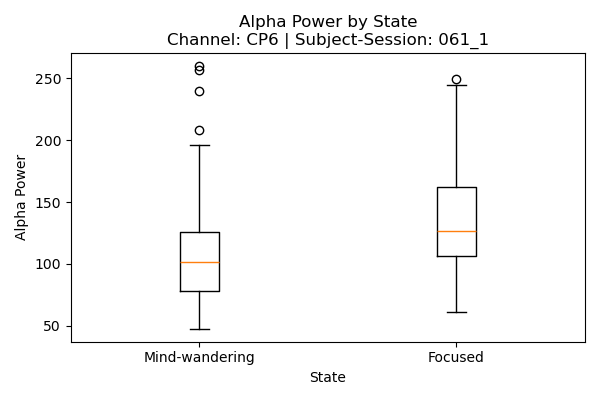 Alpha Power by State
Channel: CP6 | Subject-Session: 061_1
Alpha Power
250
200
150
100
50
Mind-wandering
Focused
State